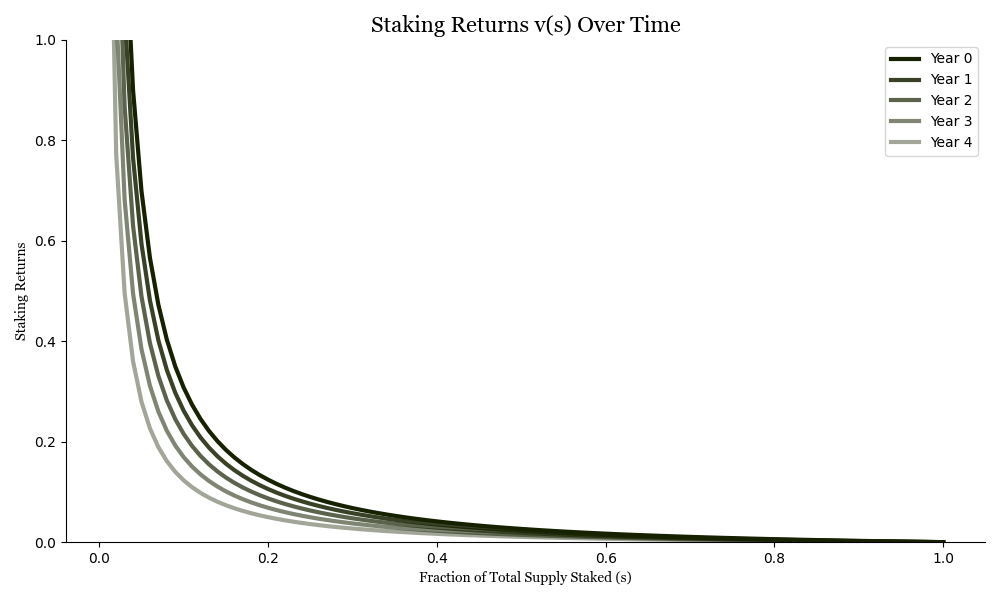 Staking Returns v(s) Over Time
Year 0
Year 1
Year 2
Year 3
Year 4
1.0
0.8
0.6
0.4
0.2
0.0
Staking Returns
0.0 0.2 0.4 0.6 0.8 1.0
Fraction of Total Supply Staked (s)